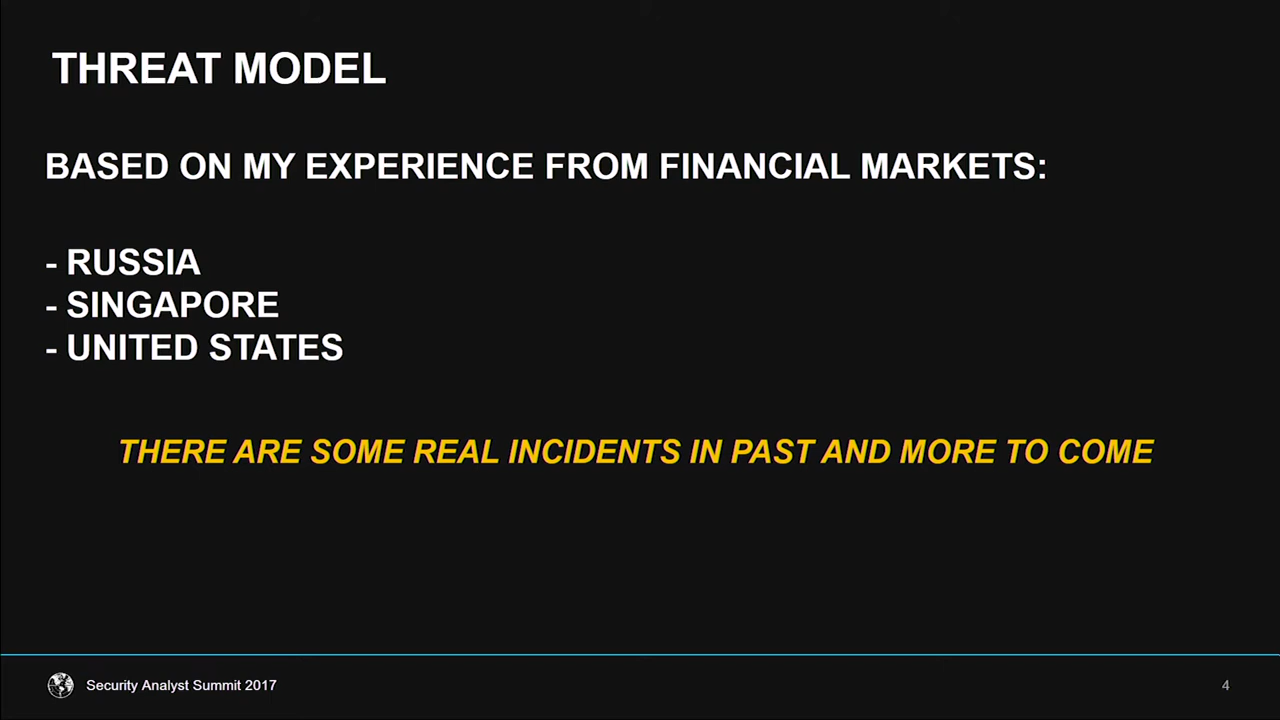 THREAT MODEL
BASED ON MY EXPERIENCE FROM FINANCIAL MARKETS:
- RUSSIA
- SINGAPORE
- UNITED STATES
THERE ARE SOME REAL INCIDENTS IN PAST AND MORE TO COME
Security Analyst Summit 2017
4